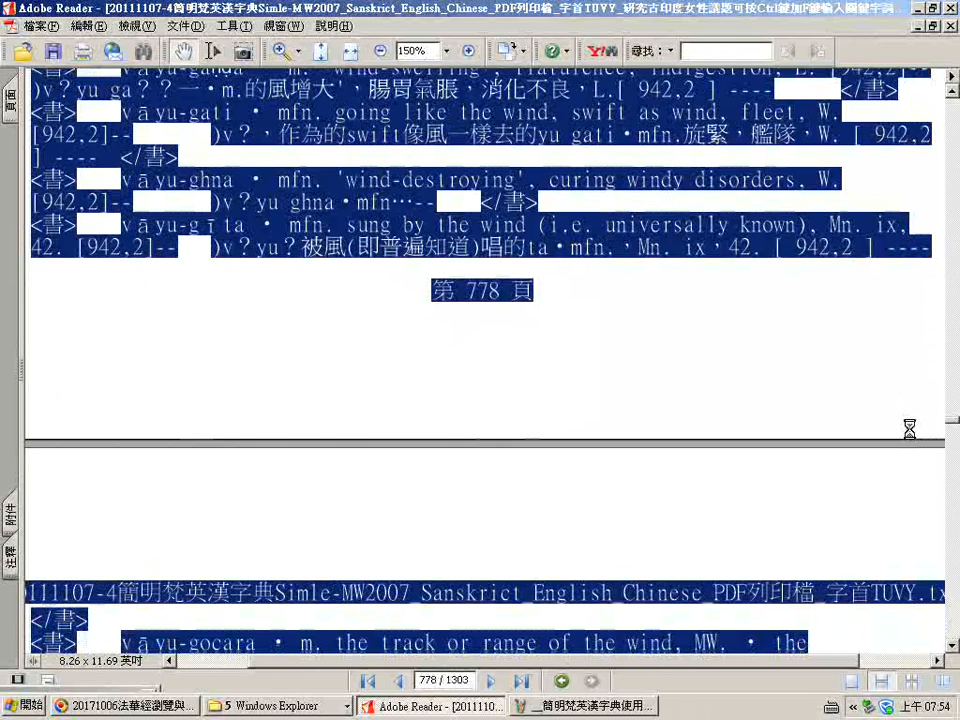 Adobe Reader - [20111107-4簡明梵英漢字典Simle-MW2007_Sanskrict_English_Chinese_PDF列印檔_字首TUVY_研究古印度女性議題可按Ctrl鍵加F鍵輸入關鍵字詞
檔案(F) 編輯(E) 檢視(V) 文件(D) 工具(T) 視窗(W) 說明(H)
150% 尋找：
頁面
<書> vāyu-gaṇḍa • m. 'wind-swelling', flatulence, indigestion, L. [942,2]--
)v？yu ga？？一•m.的風增大'，腸胃氣脹，消化不良，L.[ 942,2 ] ---- </書>
<書> vāyu-gati • mfn. going like the wind, swift as wind, fleet, W.
[942,2]-- )v？，作為的swift像風一樣去的yu gati•mfn.旋緊，艦隊，W. [ 942,2
] ---- </書>
<書> vāyu-ghna • mfn. 'wind-destroying', curing windy disorders, W.
[942,2]-- )v？yu ghna•mfn…-- </書>
<書> vāyu-gīta • mfn. sung by the wind (i.e. universally known), Mn. ix,
42. [942,2]-- )v？yu？被風(即普遍知道)唱的ta•mfn.，Mn. ix，42. [ 942,2 ] ----
第 778 頁
附件
註釋
0111107-4簡明梵英漢字典Simle-MW2007_Sanskrict_English_Chinese_PDF列印檔_字首TUVY.tx
</書>
<書> vāyu-gocara • m. the track or range of the wind, MW. • the
8.26 x 11.69 英吋
778 / 1303
開始 20171006法華經瀏覽與... 5 Windows Explorer Adobe Reader - [2011110... __簡明梵英漢字典使用... 上午 07:54